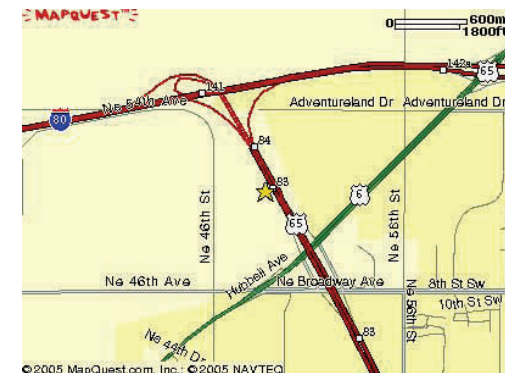 MAPQUEST™
0 600m
1800ft
142a
65
141
Ne 54th Ave
80
Adventureland Dr Adventureland Dr
84
83
Ne 46th St
65
6
Ne 56th St
Hubbell Ave
Ne 46th Ave
Ne Broadway Ave
8th St Sw
Ne 56th St
10th St Sw
Ne 44th Dr
83
©2005 MapQuest.com, Inc.; ©2005 NAVTEQ